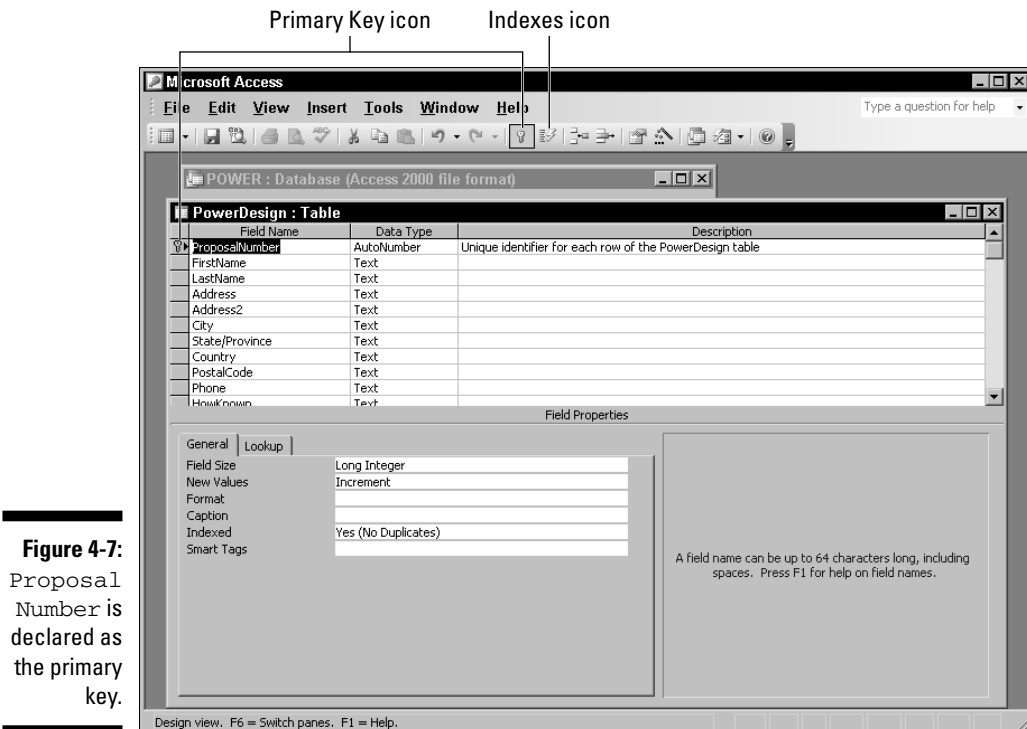 Primary Key icon Indexes icon
Microsoft Access
File Edit View Insert Tools Window Help Type a question for help
POWER : Database (Access 2000 file format)
PowerDesign : Table
Field Name Data Type Description
ProposalNumber AutoNumber Unique identifier for each row of the PowerDesign table
FirstName Text
LastName Text
Address Text
Address2 Text
City Text
State/Province Text
Country Text
PostalCode Text
Phone Text
HowKnown Text
Field Properties
General Lookup
Field Size Long Integer
New Values Increment
Format
Caption
Indexed Yes (No Duplicates)
Smart Tags
A field name can be up to 64 characters long, including
spaces. Press F1 for help on field names.
Design view. F6 = Switch panes. F1 = Help.
Figure 4-7:
Proposal
Number is
declared as
the primary
key.